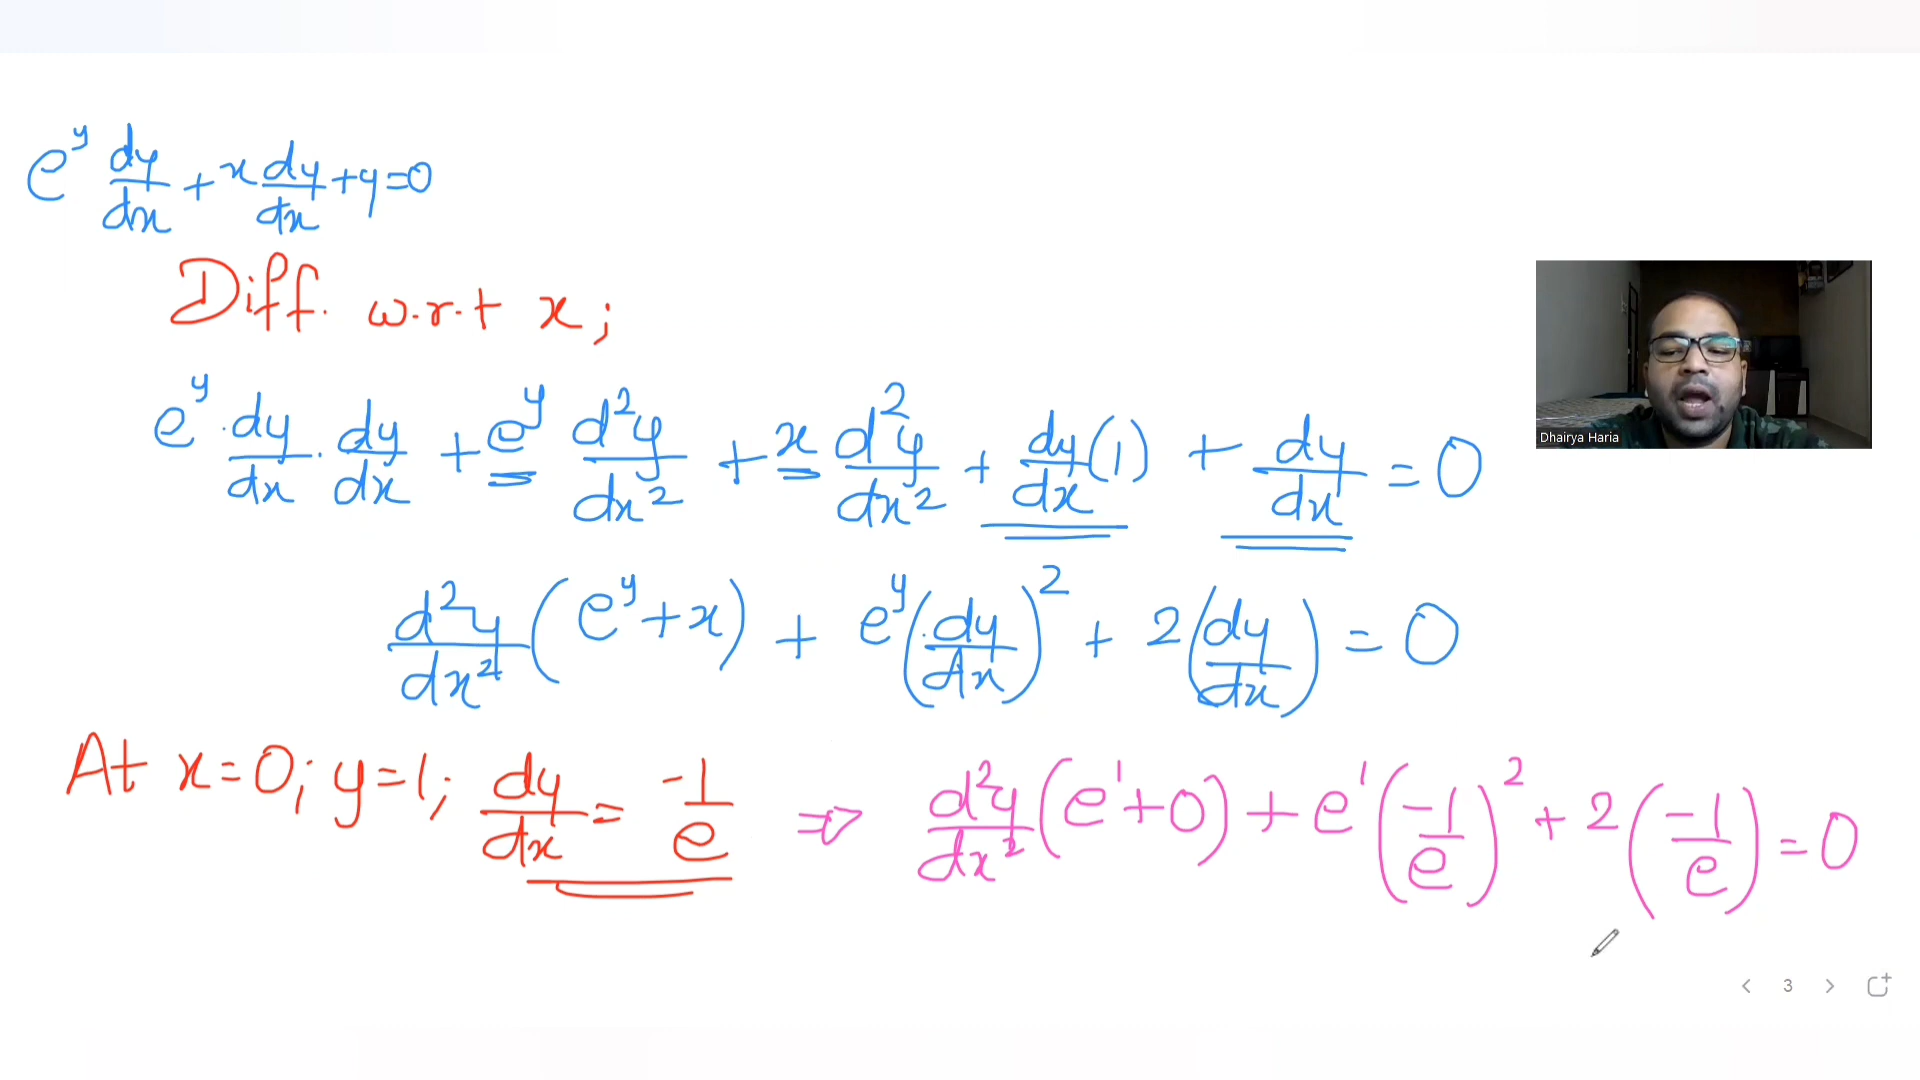 e^y dy/dx + x dy/dx + y = 0
Diff. w.r.t x;
e^y . dy/dx . dy/dx + e^y d²y/dx² + x d²y/dx² + dy/dx (1) + dy/dx = 0
d²y/dx² (e^y + x) + e^y (dy/dx)² + 2(dy/dx) = 0
At x=0; y=1; dy/dx = -1/e ⇒ d²y/dx² (e^1 + 0) + e^1 (-1/e)² + 2(-1/e) = 0
Dhairya Haria
< 3 >